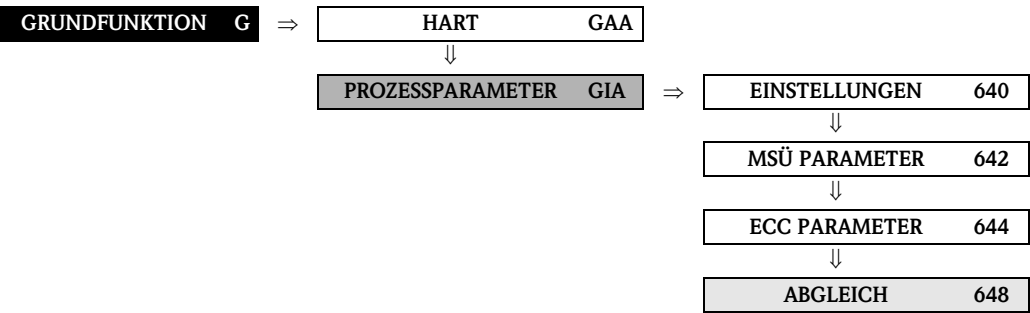 GRUNDFUNKTION G ⇒ HART GAA
⇓
PROZESSPARAMETER GIA ⇒ EINSTELLUNGEN 640
⇓
MSÜ PARAMETER 642
⇓
ECC PARAMETER 644
⇓
ABGLEICH 648